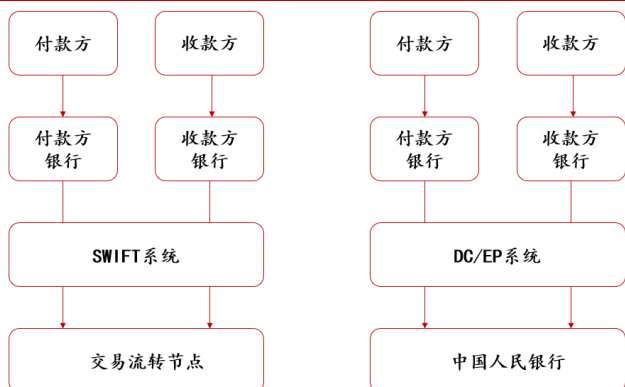 付款方 收款方 付款方 收款方
付款方 收款方 付款方 收款方
银行 银行 银行 银行
SWIFT系统 DC/EP系统
交易流转节点 中国人民银行